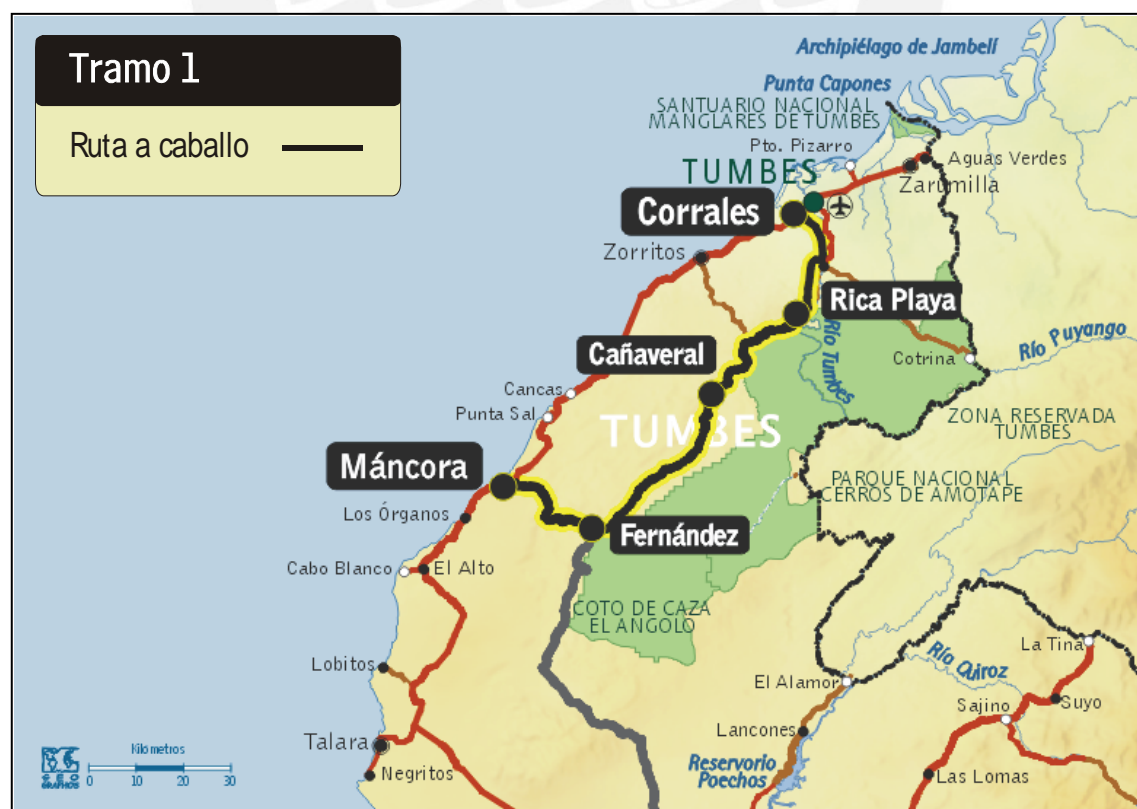 Tramo 1
Ruta a caballo
Archipiélago de Jambelí
Punta Capones
SANTUARIO NACIONAL
MANGLARES DE TUMBES
Pto. Pizarro
Aguas Verdes
TUMBES
Zarumilla
Corrales
Zorritos
Rica Playa
Río Puyango
Cañaveral
Río Tumbes
Cotrina
Cancas
Punta Sal
ZONA RESERVADA
TUMBES
TUMBES
Máncora
PARQUE NACIONAL
CERROS DE AMOTAPE
Los Órganos
Fernández
Cabo Blanco
El Alto
COTO DE CAZA
EL ANGOLO
La Tina
Río Quiroz
Lobitos
El Alamor
Suyo
Sajino
Lancones
Talara
Kilómetros
0 10 20 30
GEO
GRAPHOS
Negritos
Reservorio
Poechos
Las Lomas